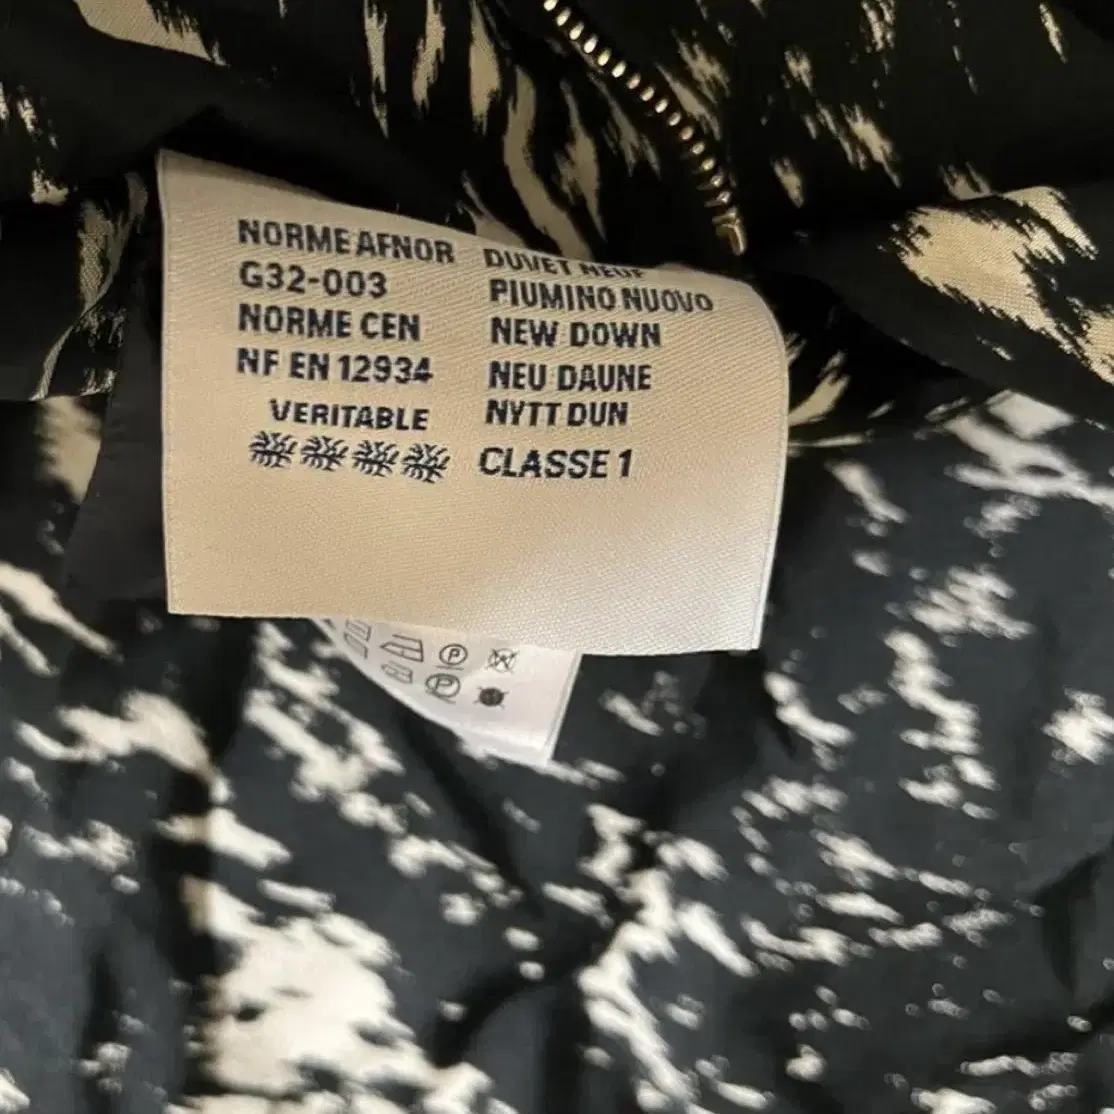 NORME AFNOR
G32-003
NORME CEN
NF EN 12934
VERITABLE
DUVET NEUF
PIUMINO NUOVO
NEW DOWN
NEU DAUNE
NYTT DUN
CLASSE 1
P
P